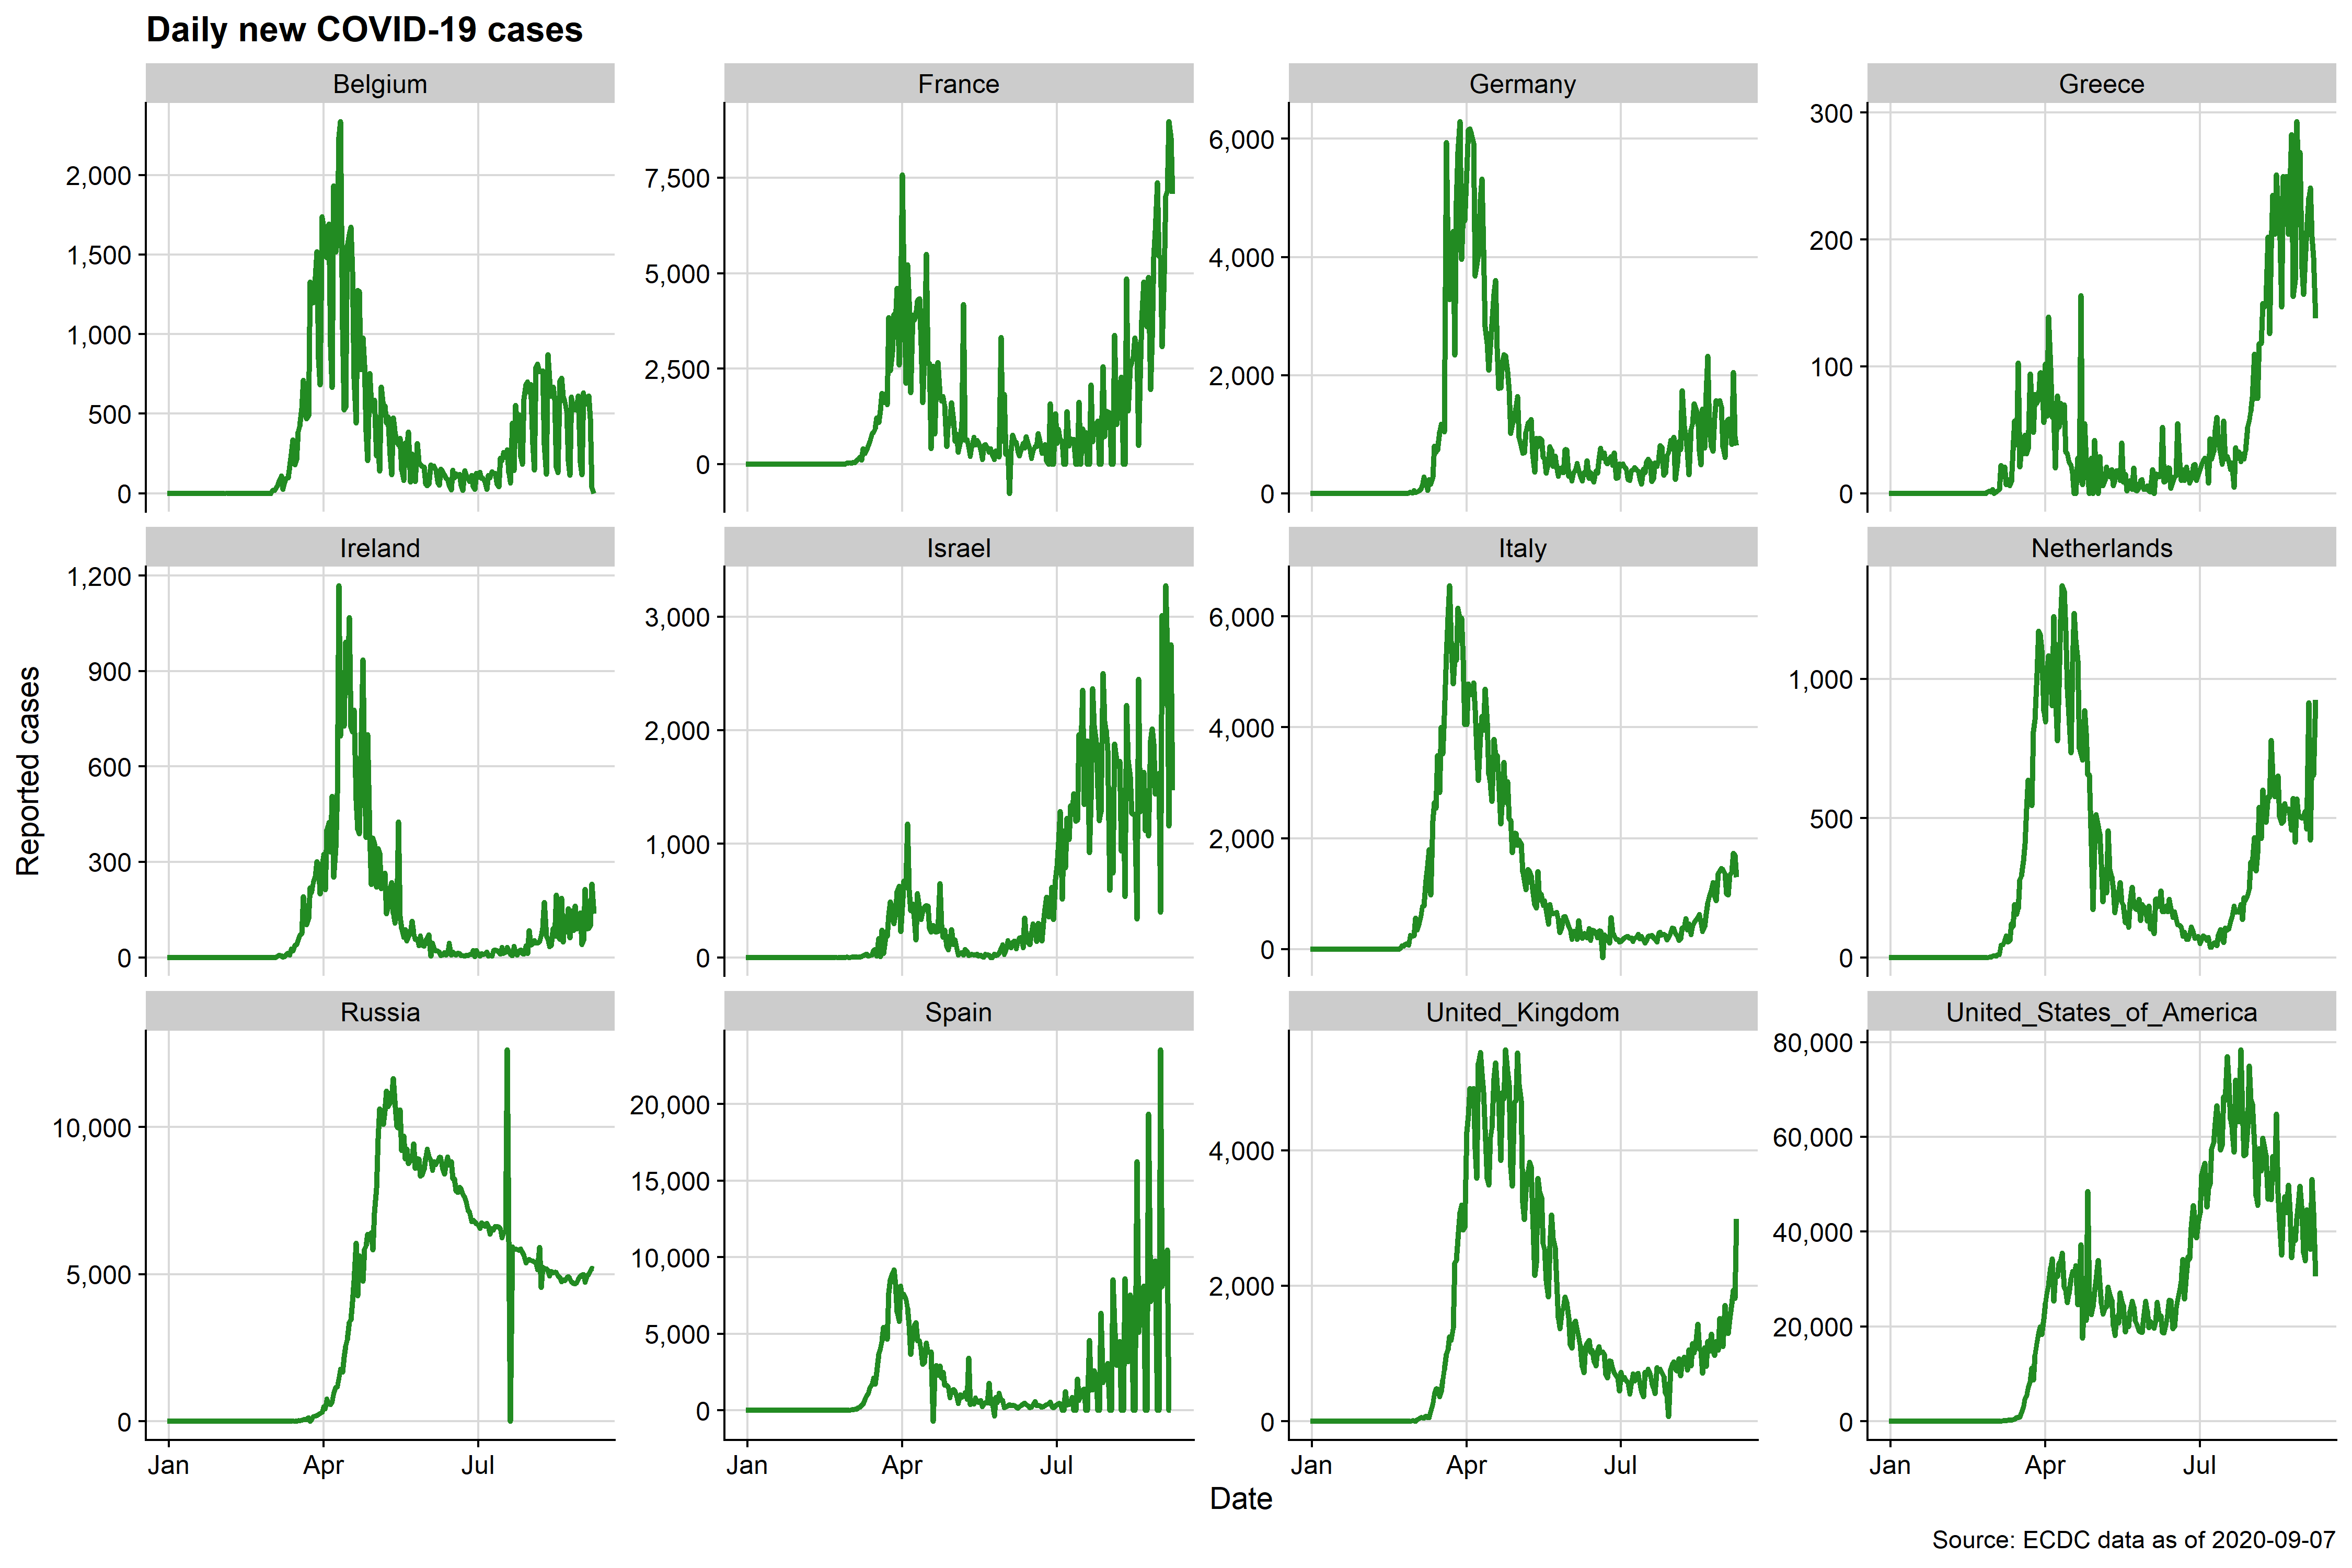 Daily new COVID-19 cases
Belgium
France
Germany
Greece
2,000
1,500
1,000
500
0
7,500
5,000
2,500
0
6,000
4,000
2,000
0
300
200
100
0
Ireland
Israel
Italy
Netherlands
1,200
900
600
300
0
3,000
2,000
1,000
0
6,000
4,000
2,000
0
1,000
500
0
Russia
Spain
United_Kingdom
United_States_of_America
10,000
5,000
0
20,000
15,000
10,000
5,000
0
4,000
2,000
0
80,000
60,000
40,000
20,000
0
Jan Apr Jul
Jan Apr Jul
Jan Apr Jul
Jan Apr Jul
Reported cases
Date
Source: ECDC data as of 2020-09-07